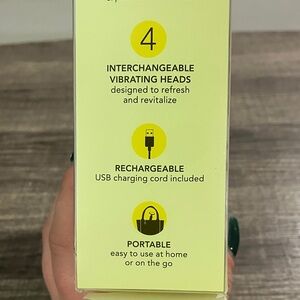 4
INTERCHANGEABLE
VIBRATING HEADS
designed to refresh
and revitalize
RECHARGEABLE
USB charging cord included
PORTABLE
easy to use at home
or on the go